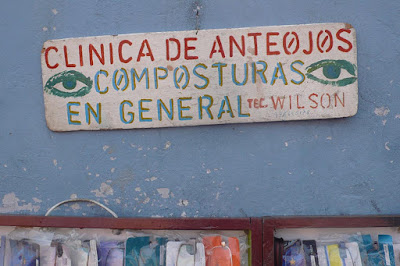 CLINICA DE ANTEOJOS
COMPOSTURAS
EN GENERAL TEC. WILSON